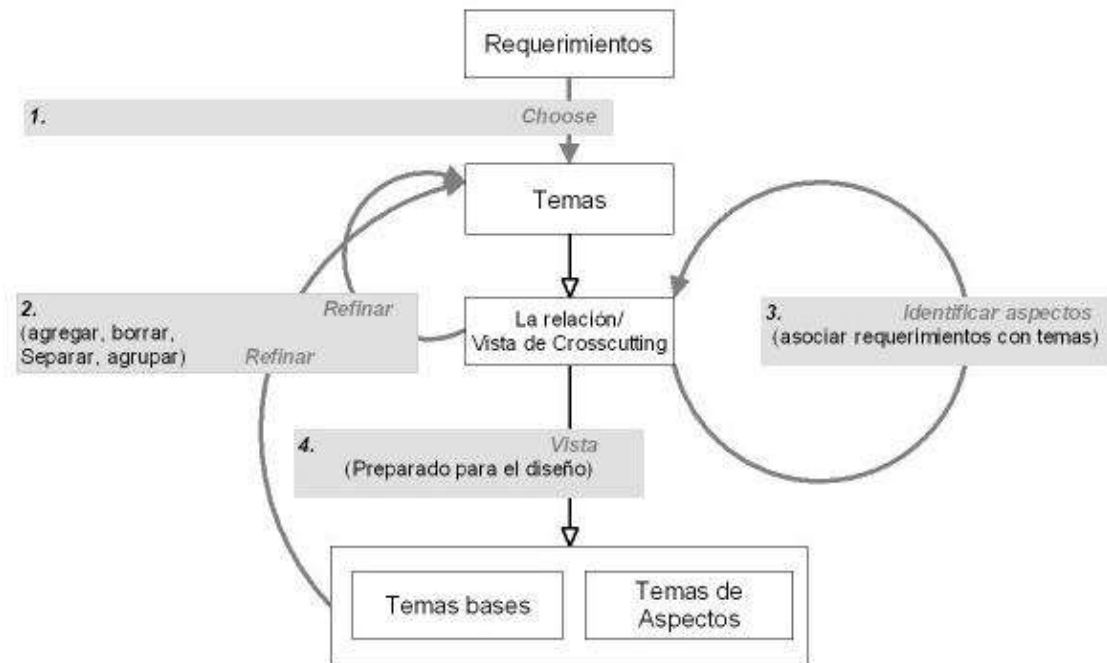 Requerimientos
1. Choose
Temas
2. Refinar
(agregar, borrar,
Separar, agrupar) Refinar
La relación/
Vista de Crosscutting
3. Identificar aspectos
(asociar requerimientos con temas)
4. Vista
(Preparado para el diseño)
Temas bases
Temas de
Aspectos